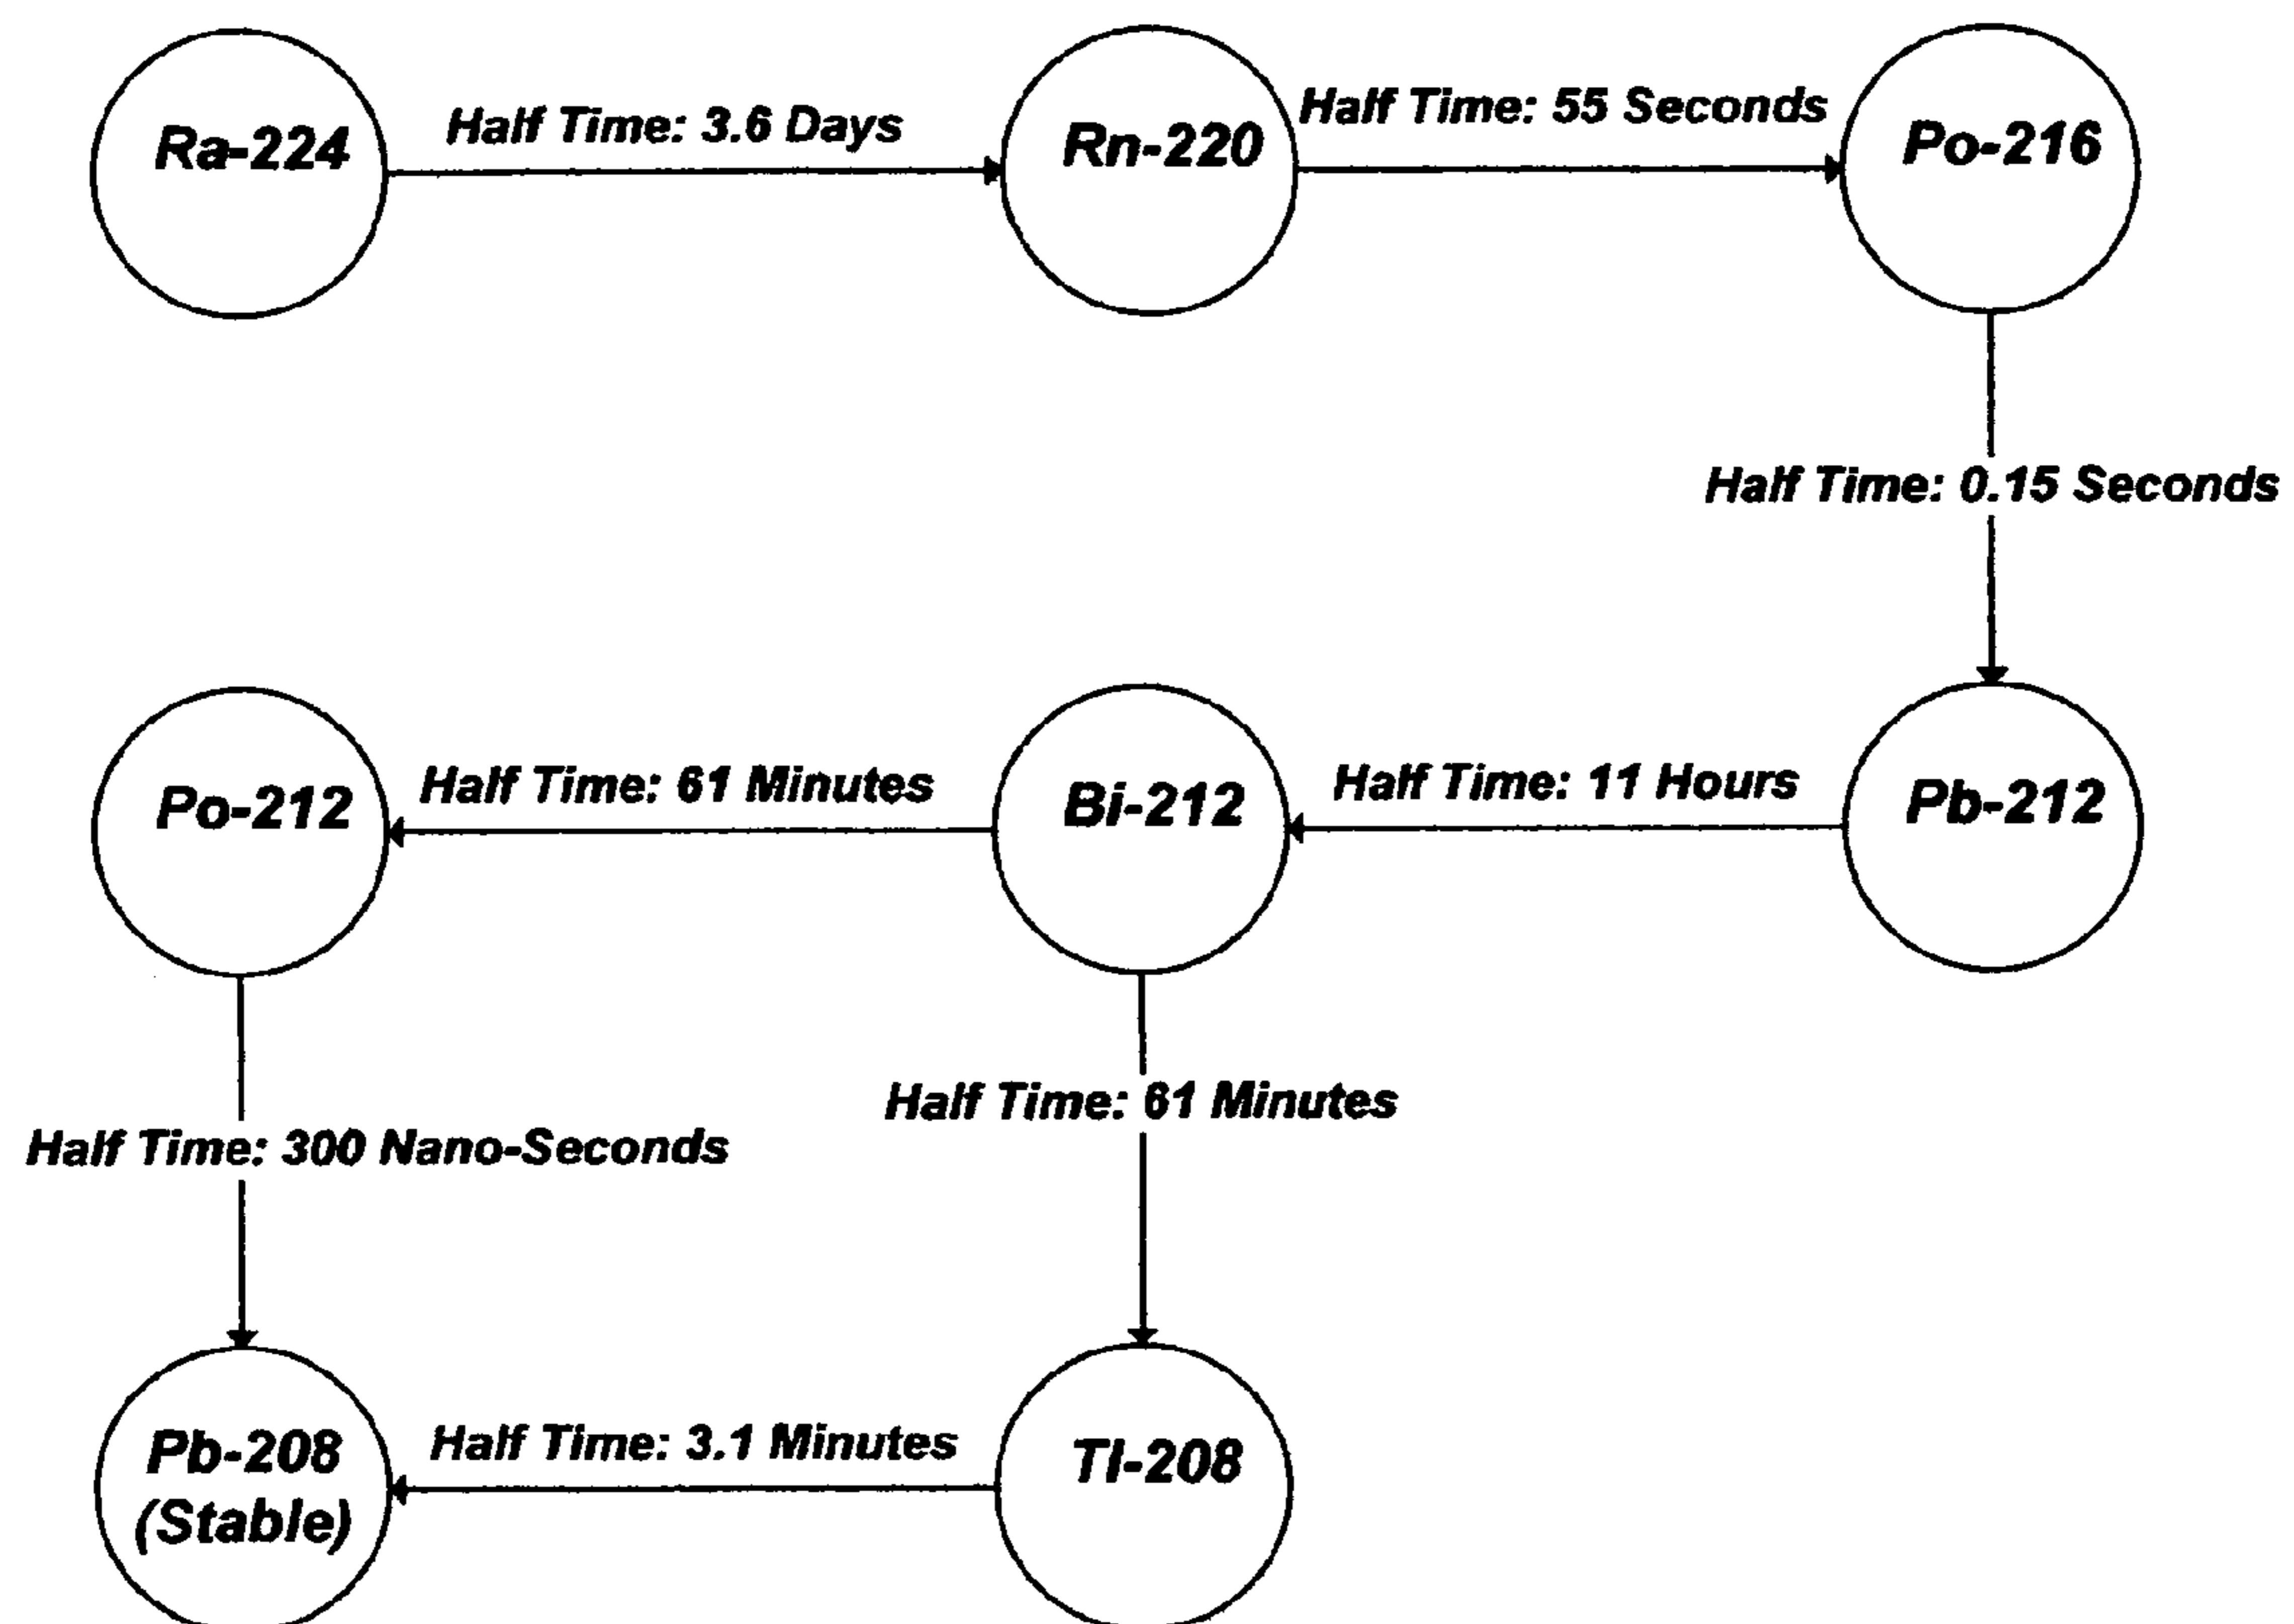 Ra-224
Half Time: 3.6 Days
Rn-220
Half Time: 55 Seconds
Po-216
Half Time: 0.15 Seconds
Po-212
Half Time: 61 Minutes
Bi-212
Half Time: 11 Hours
Pb-212
Half Time: 300 Nano-Seconds
Half Time: 61 Minutes
Pb-208
(Stable)
Half Time: 3.1 Minutes
Tl-208